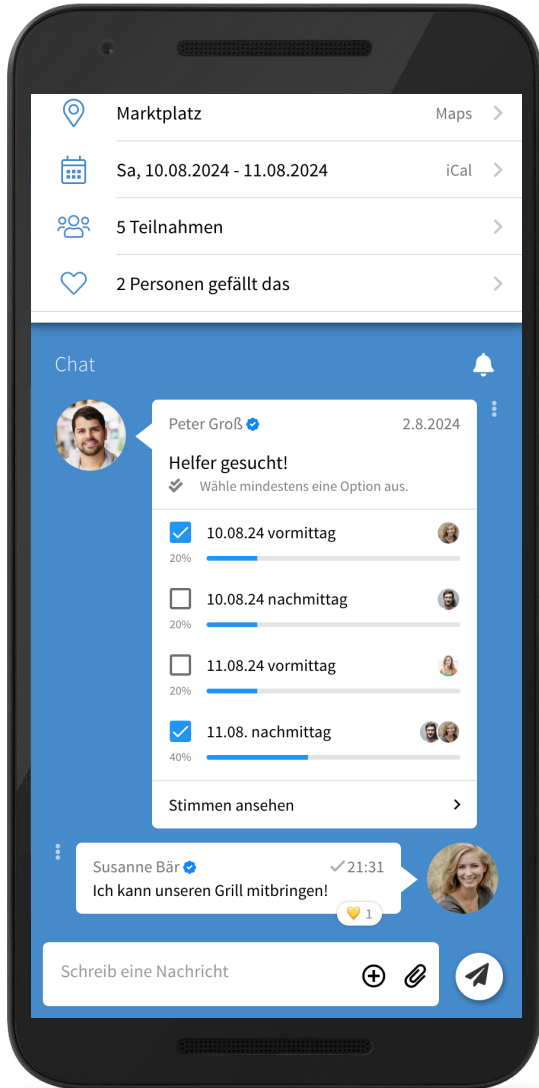 Marktplatz Maps
Sa, 10.08.2024 - 11.08.2024 iCal
5 Teilnahmen
2 Personen gefällt das
Chat
Peter Groß 2.8.2024
Helfer gesucht!
Wähle mindestens eine Option aus.
10.08.24 vormittag
20%
10.08.24 nachmittag
20%
11.08.24 vormittag
20%
11.08. nachmittag
40%
Stimmen ansehen
Susanne Bär 21:31
Ich kann unseren Grill mitbringen!
1
Schreib eine Nachricht